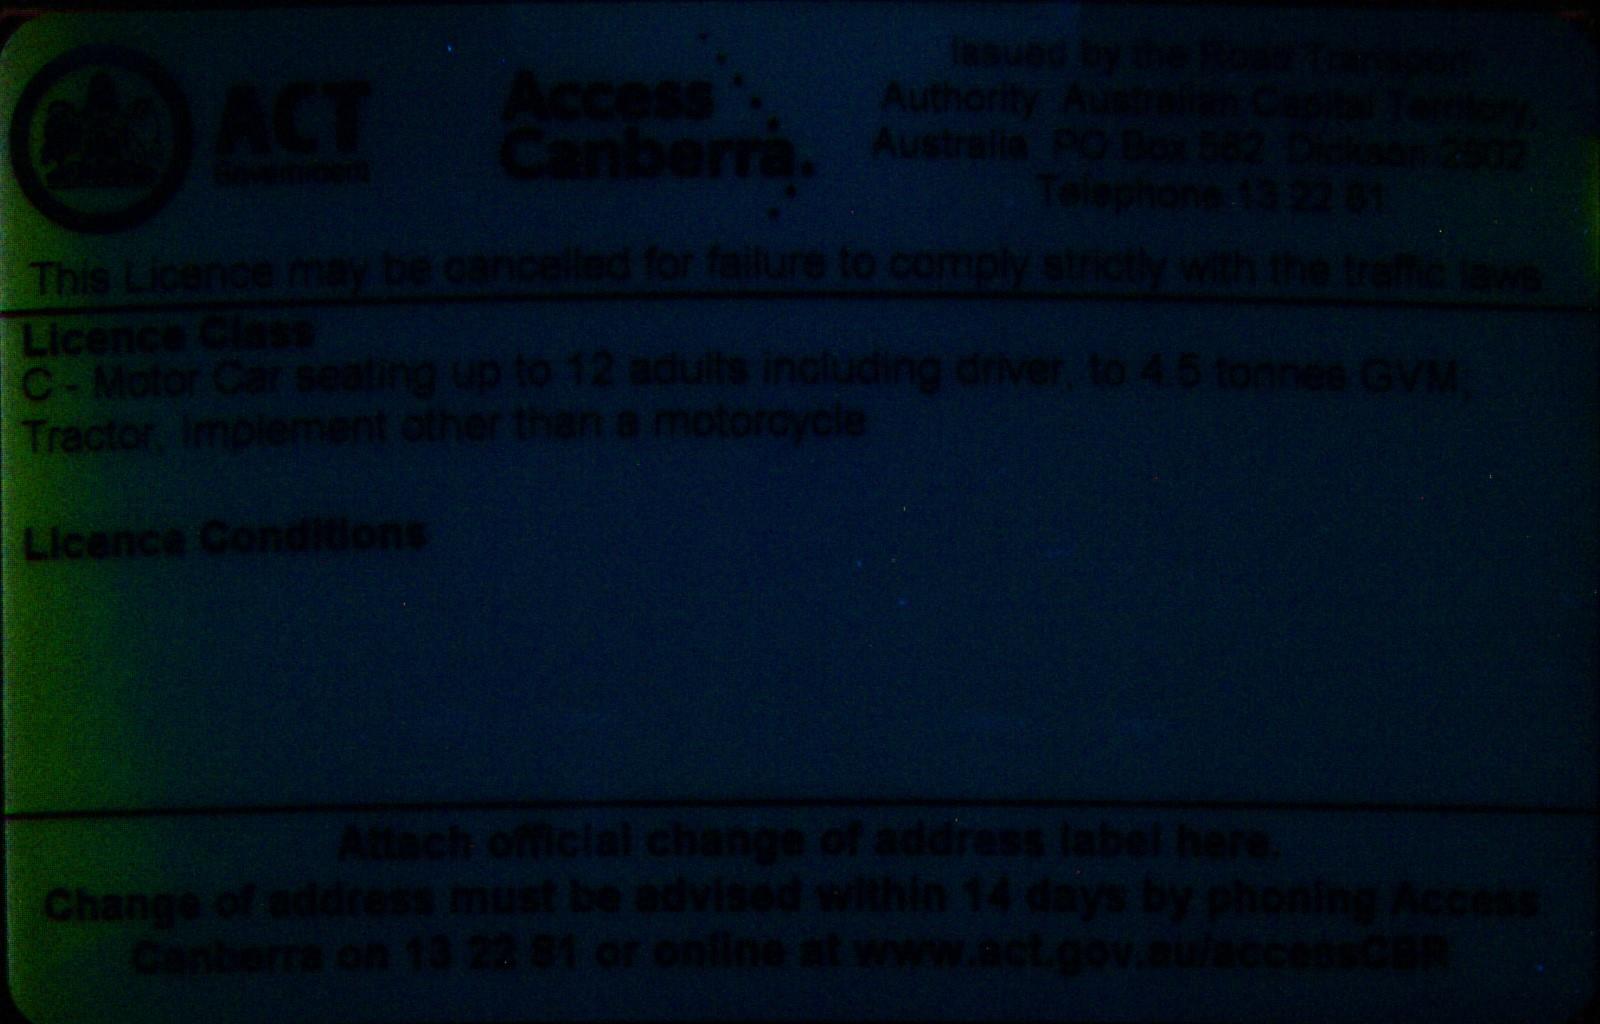 ACT
Government
Access
Canberra.
Issued by the Road Transport
Authority Australian Capital Territory,
Australia PO Box 582 Dickson 2602
Telephone 13 22 81
This Licence may be cancelled for failure to comply strictly with the traffic laws
Licence Class
C - Motor Car seating up to 12 adults including driver, to 4.5 tonnes GVM;
Tractor, Implement other than a motorcycle
Licence Conditions
Attach official change of address label here.
Change of address must be advised within 14 days by phoning Access
Canberra on 13 22 81 or online at www.act.gov.au/accessCBR